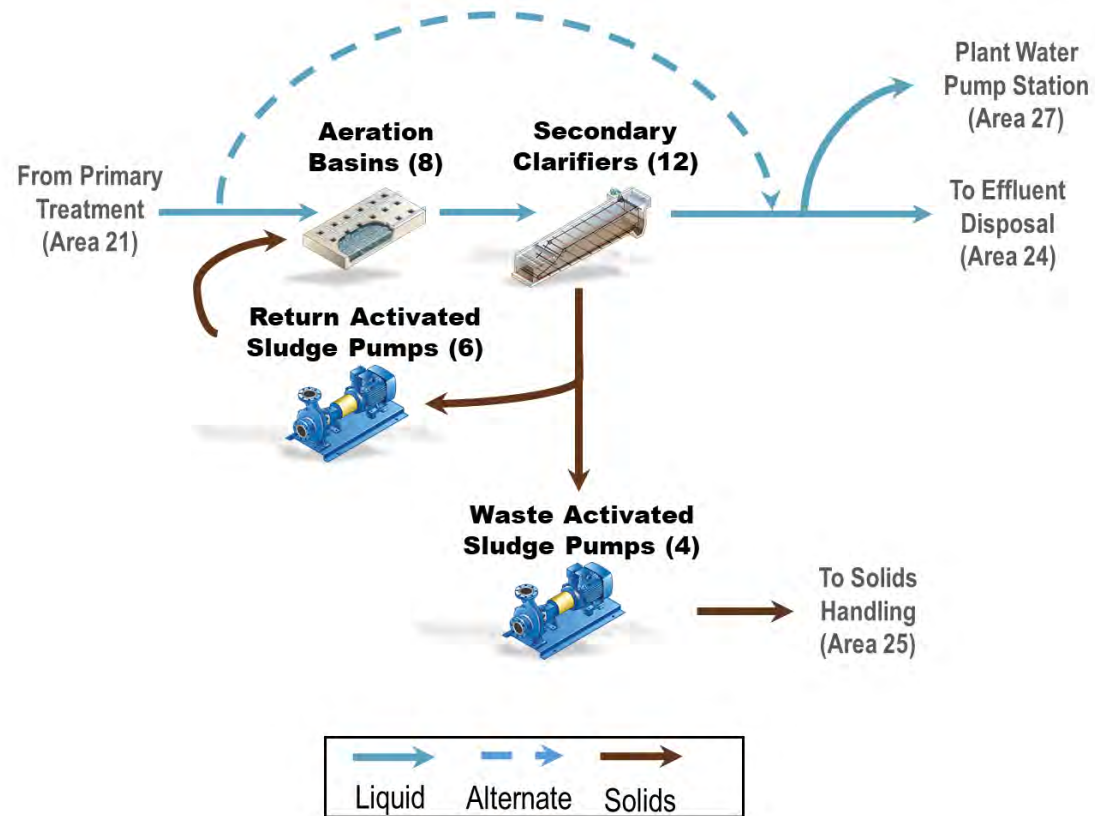 Plant Water
Pump Station
(Area 27)
Aeration
Basins (8)
Secondary
Clarifiers (12)
From Primary
Treatment
(Area 21)
To Effluent
Disposal
(Area 24)
Return Activated
Sludge Pumps (6)
Waste Activated
Sludge Pumps (4)
To Solids
Handling
(Area 25)
Liquid
Alternate
Solids